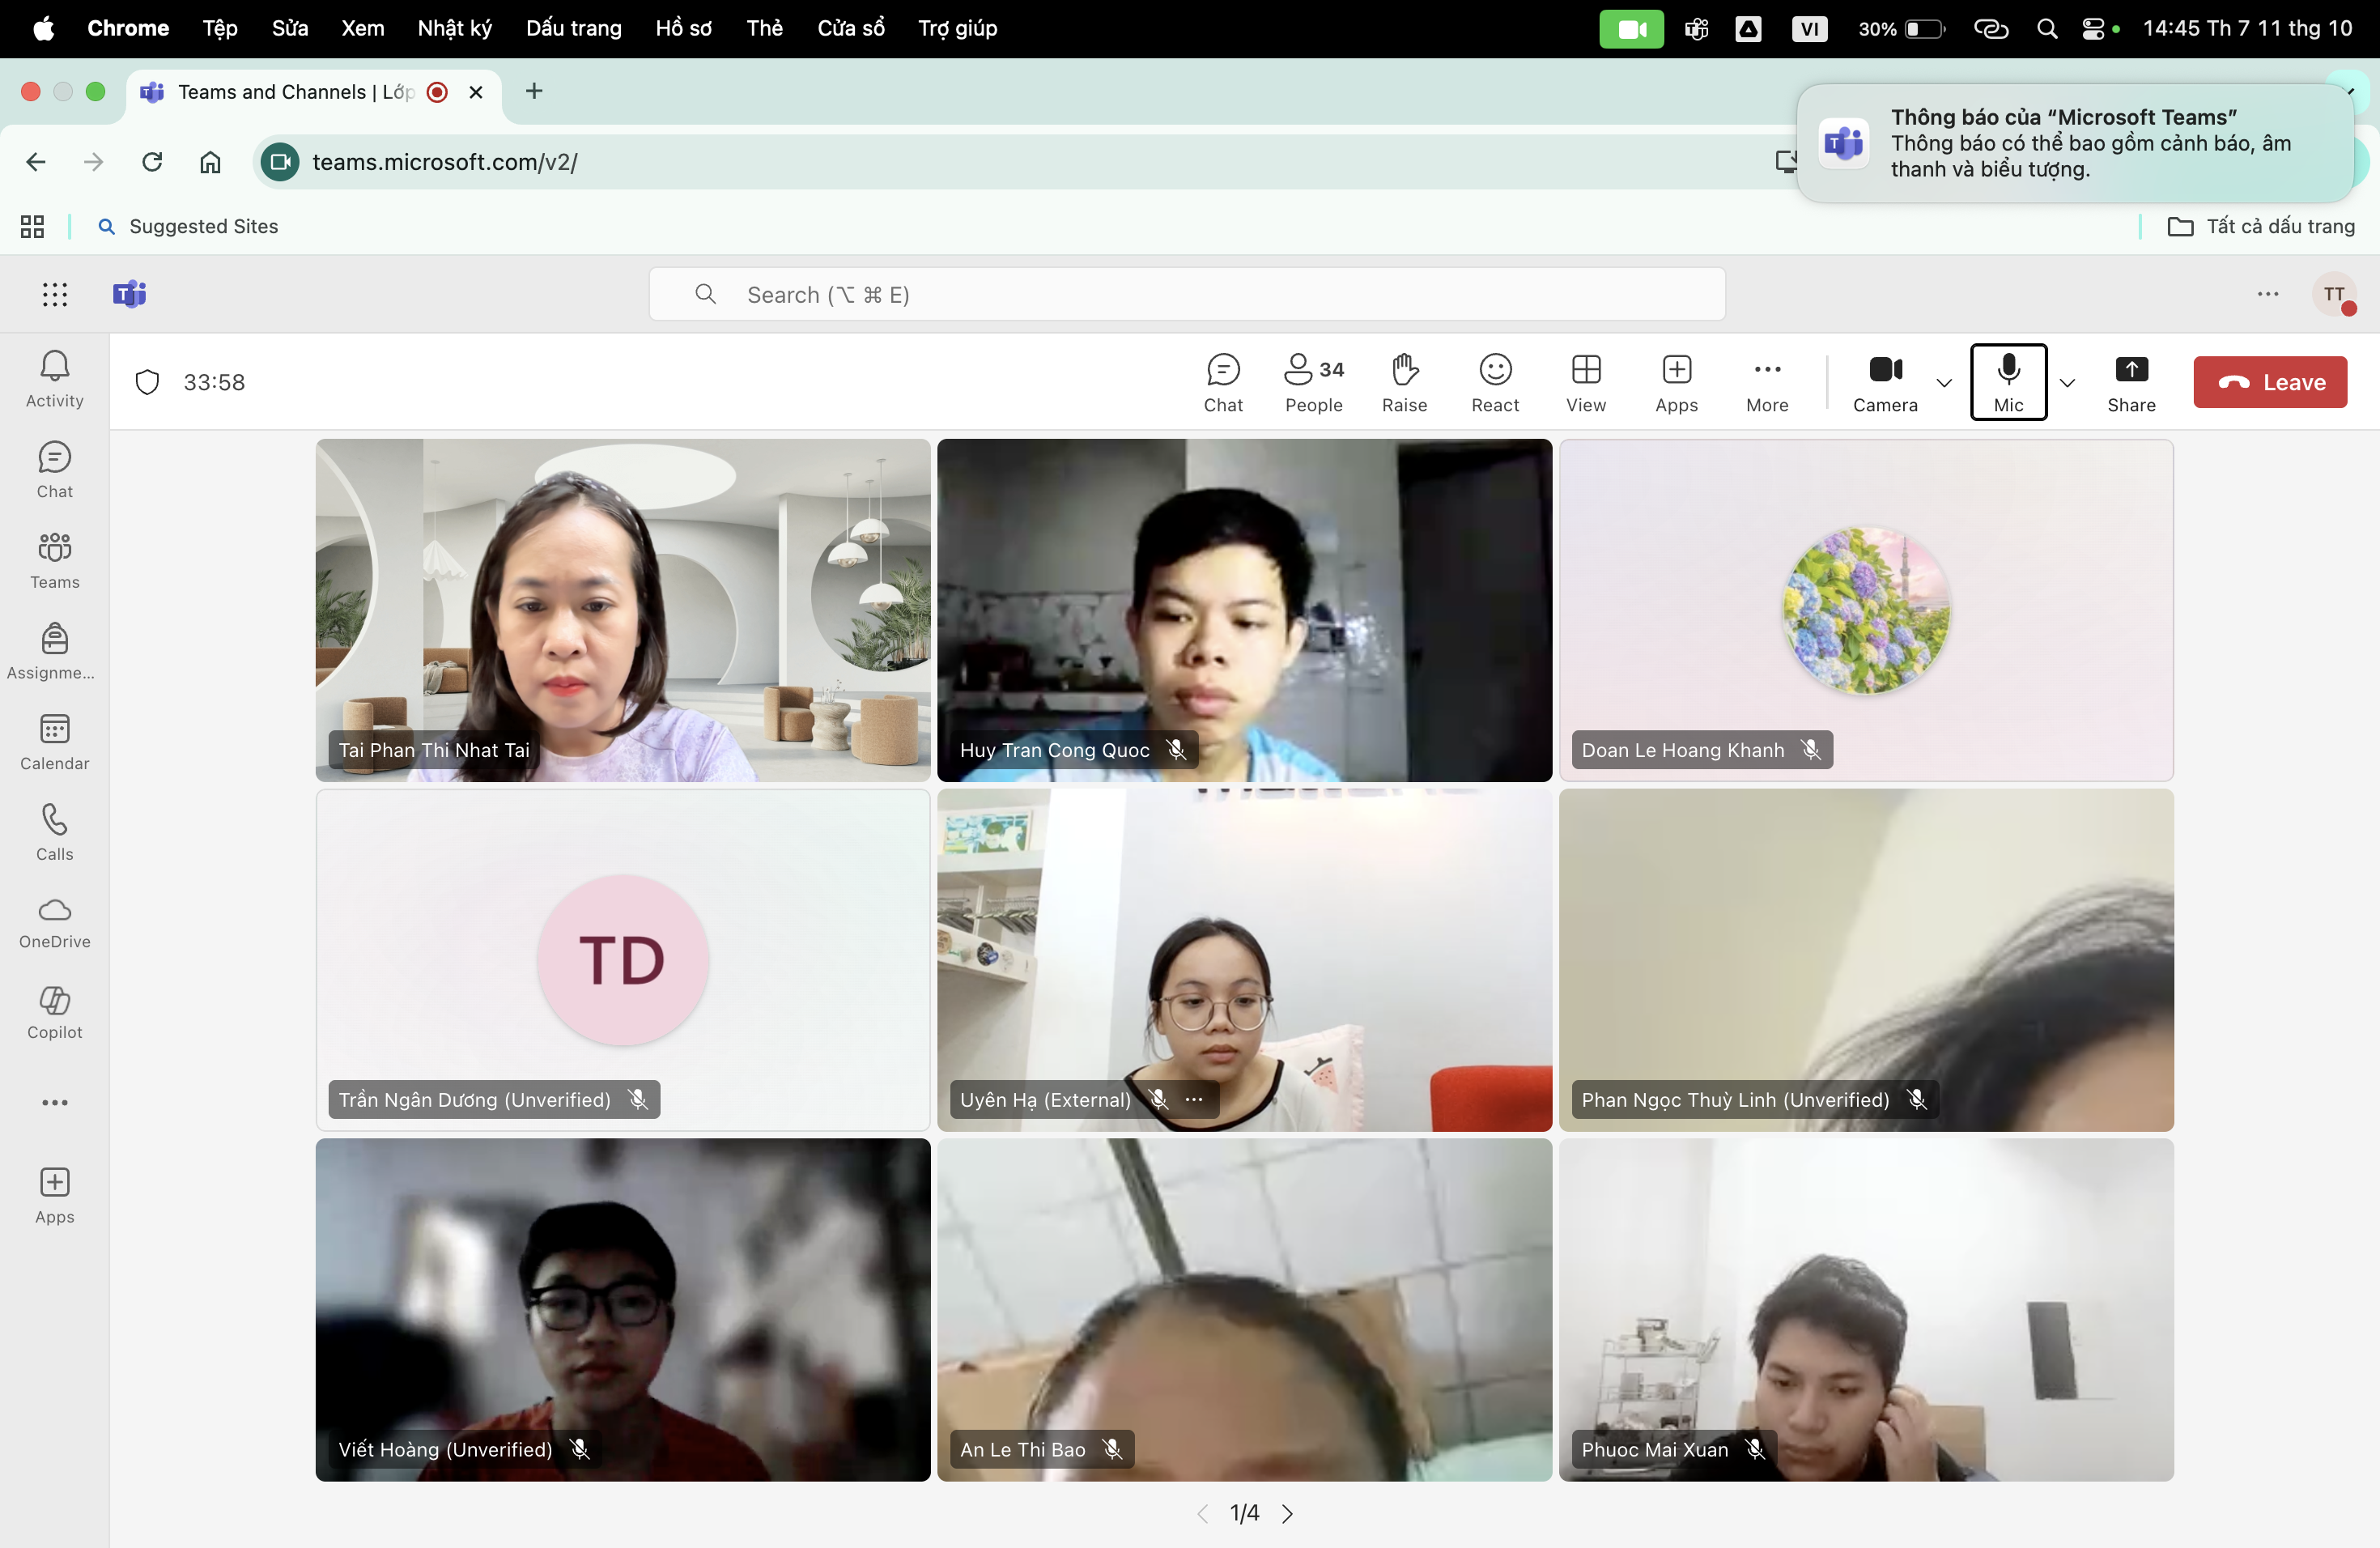 Chrome Tệp Sửa Xem Nhật ký Dấu trang Hồ sơ Thẻ Cửa sổ Trợ giúp VI 30% 14:45 Th 7 11 thg 10
Teams and Channels | Lớp
Thông báo của “Microsoft Teams”
Thông báo có thể bao gồm cảnh báo, âm
thanh và biểu tượng.
teams.microsoft.com/v2/
Suggested Sites Tất cả dấu trang
Search (⌥ ⌘ E) TT
33:58 34
Chat People Raise React View Apps More Camera Mic Share Leave
Activity
Chat
Teams
Assignme...
Calendar
Calls
OneDrive
Copilot
Apps
Tai Phan Thi Nhat Tai
Huy Tran Cong Quoc
Doan Le Hoang Khanh
TD
Trần Ngân Dương (Unverified)
Uyên Hạ (External)
Phan Ngọc Thuỳ Linh (Unverified)
Viết Hoàng (Unverified)
An Le Thi Bao
Phuoc Mai Xuan
1/4